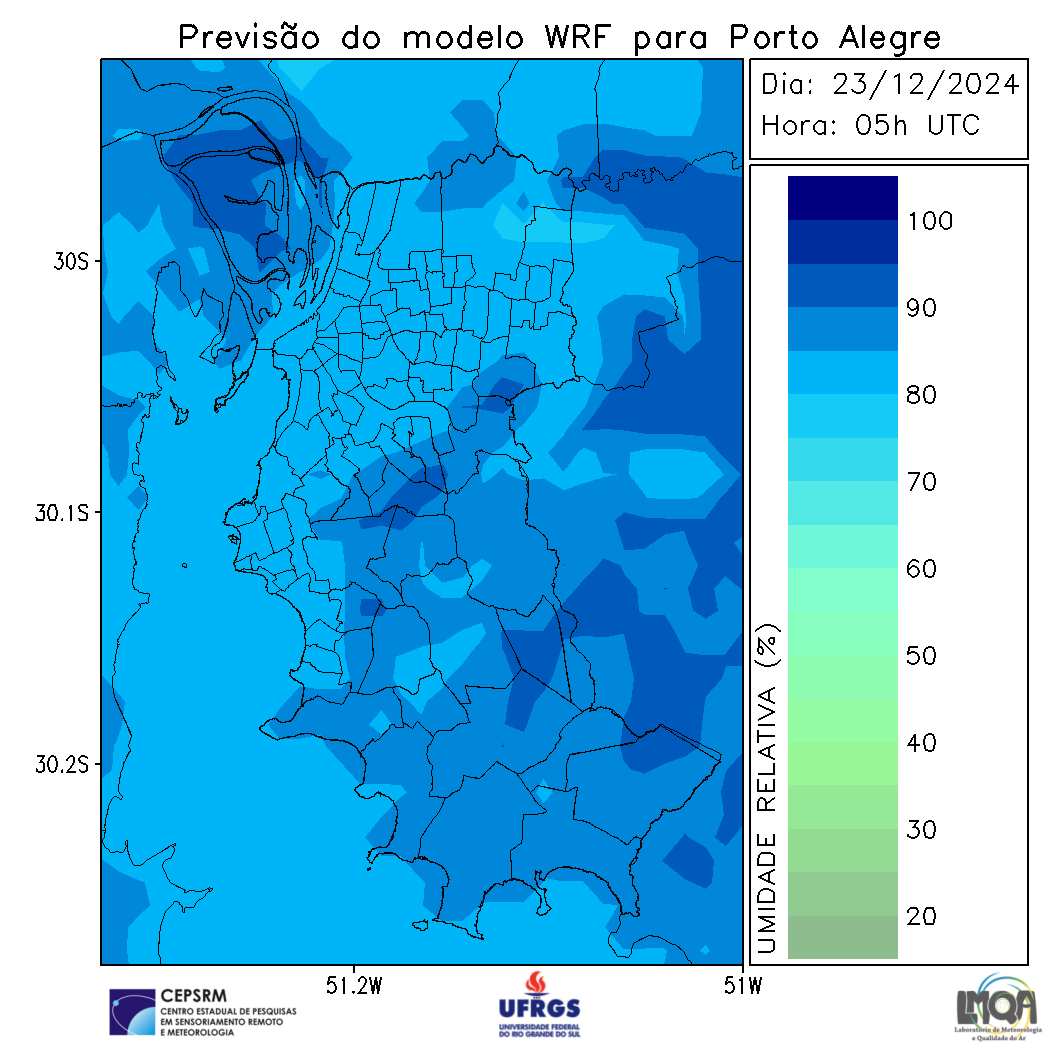 Previsão do modelo WRF para Porto Alegre
Dia: 23/12/2024
Hora: 05h UTC
30S
30.1S
30.2S
51.2W
51W
100
90
80
70
60
50
40
30
20
UMIDADE RELATIVA (%)
CEPSRM
CENTRO ESTADUAL DE PESQUISAS
EM SENSORIAMENTO REMOTO
E METEOROLOGIA
UFRGS
UNIVERSIDADE FEDERAL
DO RIO GRANDE DO SUL
LMQA
Laboratório de Meteorologia
e Qualidade do Ar